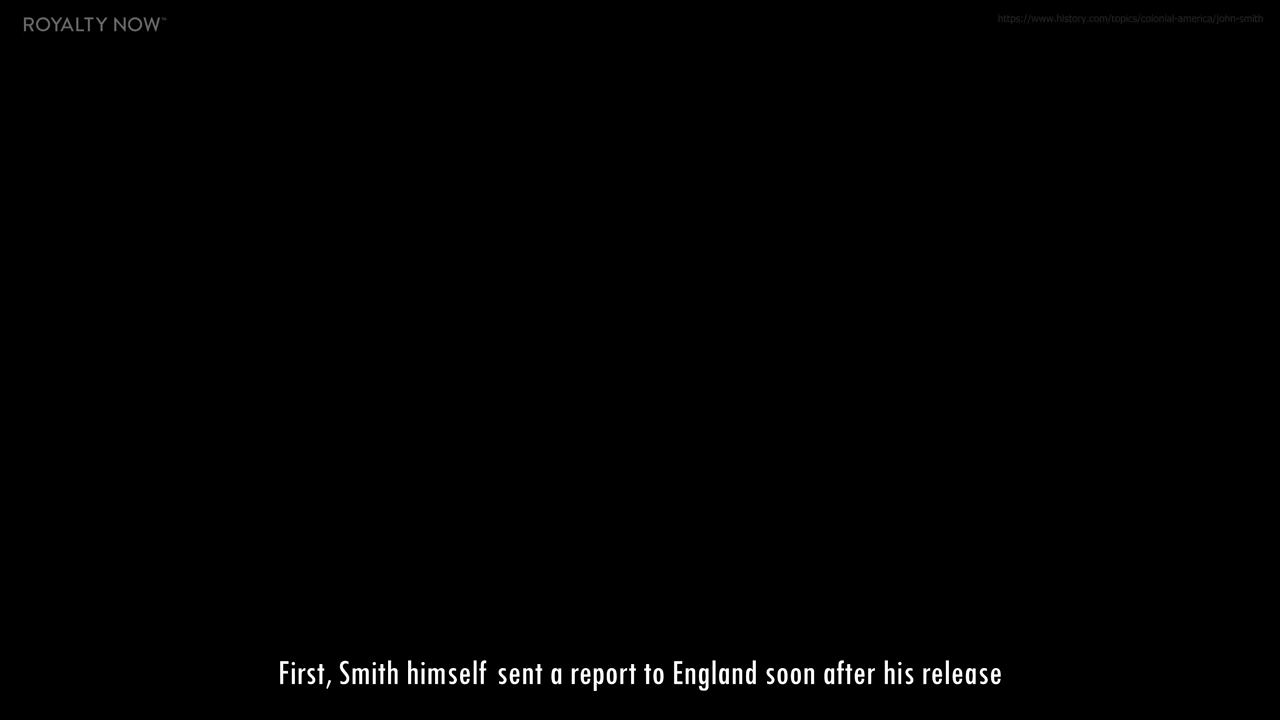 ROYALTY NOW™
https://www.history.com/topics/colonial-america/john-smith
First, Smith himself sent a report to England soon after his release